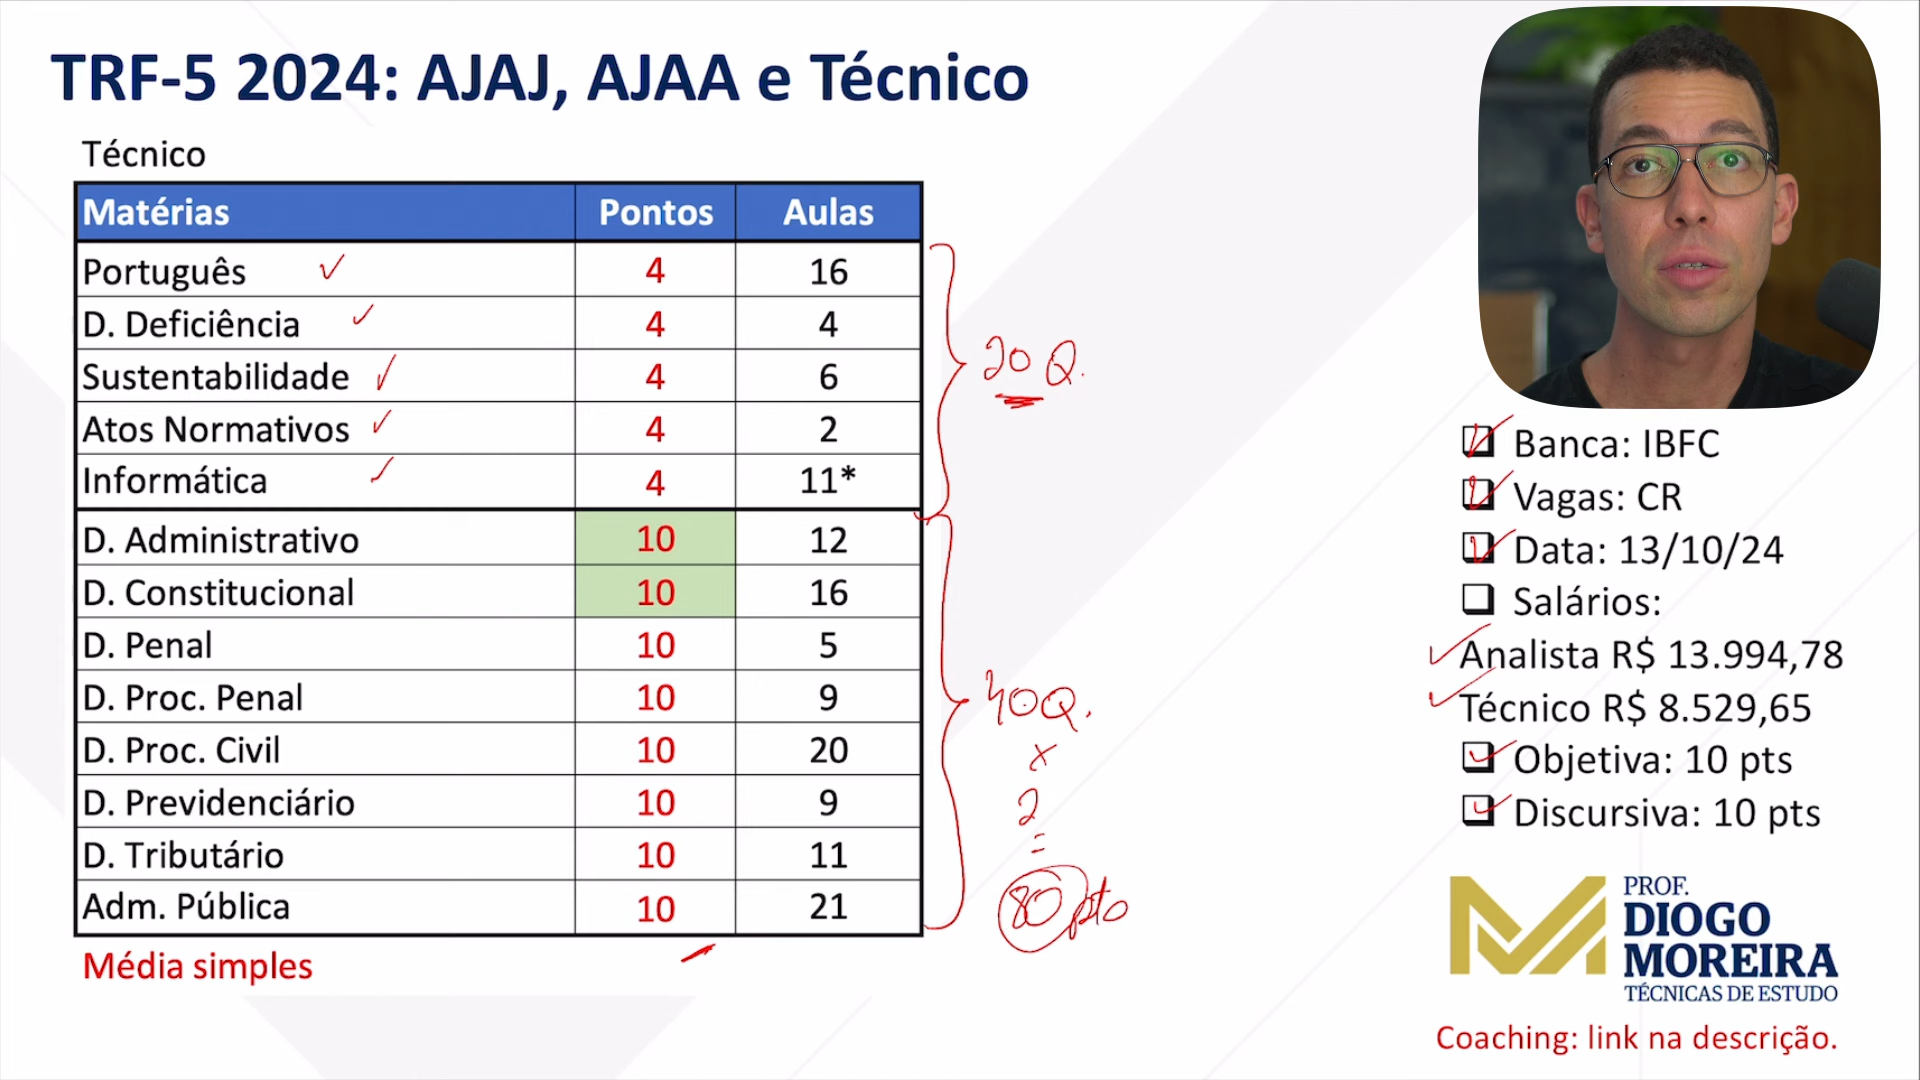 TRF-5 2024: AJAJ, AJAA e Técnico
Técnico
Matérias Pontos Aulas
Português 4 16
D. Deficiência 4 4
Sustentabilidade 4 6
Atos Normativos 4 2
Informática 4 11*
D. Administrativo 10 12
D. Constitucional 10 16
D. Penal 10 5
D. Proc. Penal 10 9
D. Proc. Civil 10 20
D. Previdenciário 10 9
D. Tributário 10 11
Adm. Pública 10 21
Média simples
20 Q.
40Q.
x
2
=
80 pto
Banca: IBFC
Vagas: CR
Data: 13/10/24
Salários:
Analista R$ 13.994,78
Técnico R$ 8.529,65
Objetiva: 10 pts
Discursiva: 10 pts
PROF.
DIOGO
MOREIRA
TÉCNICAS DE ESTUDO
Coaching: link na descrição.